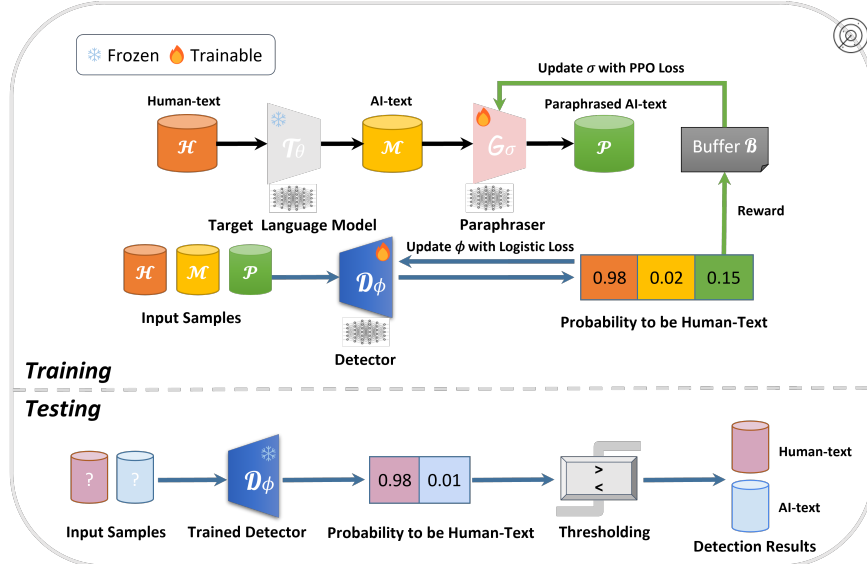 Frozen Trainable
Update σ with PPO Loss
Human-text AI-text Paraphrased AI-text
ℋ 𝒯θ ℳ 𝒢σ 𝒫 Buffer ℬ
Target Language Model Paraphraser Reward
Update ϕ with Logistic Loss
ℋ ℳ 𝒫 𝒟ϕ 0.98 0.02 0.15
Input Samples Probability to be Human-Text
Detector
Training
Testing
Human-text
? ? 𝒟ϕ 0.98 0.01 > <
AI-text
Input Samples Trained Detector Probability to be Human-Text Thresholding
Detection Results